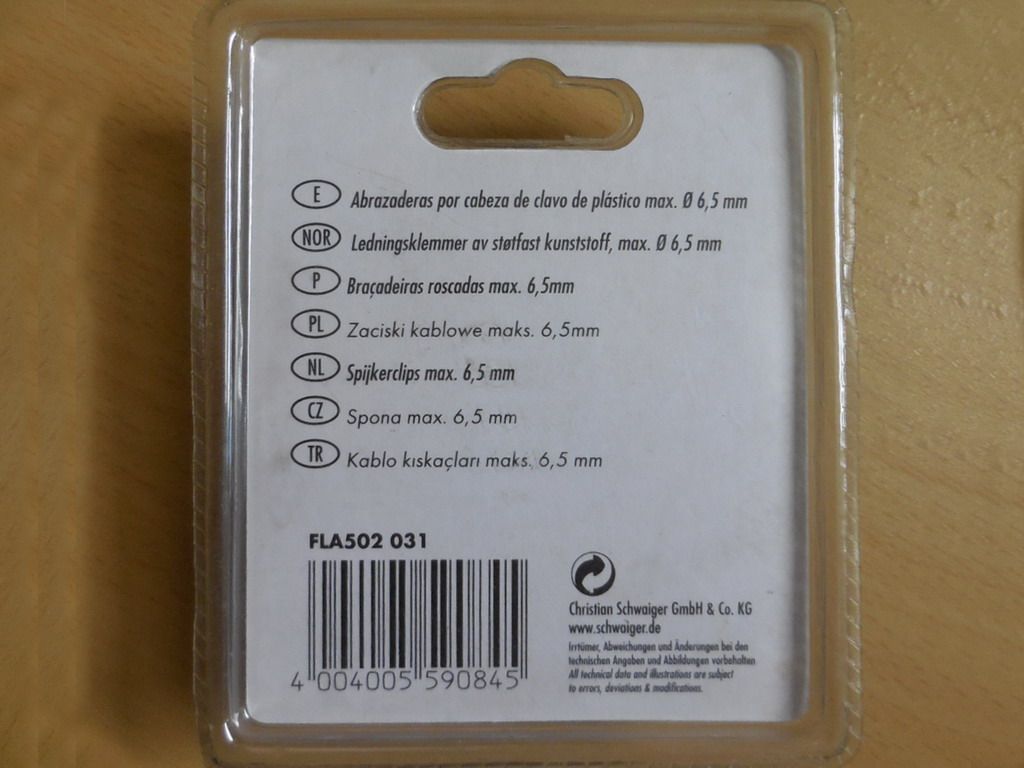 E Abrazaderas por cabeza de clavo de plástico max. Ø 6,5 mm
NOR Ledningsklemmer av støtfast kunststoff, max. Ø 6,5 mm
P Braçadeiras roscadas max. 6,5mm
PL Zaciski kablowe maks. 6,5mm
NL Spijkerclips max. 6,5 mm
CZ Spona max. 6,5 mm
TR Kablo kıskaçları maks. 6,5 mm
FLA502 031
4 004005 590845
Christian Schwaiger GmbH & Co. KG
www.schwaiger.de
Irrtümer, Abweichungen und Änderungen bei den
technischen Angaben und Abbildungen vorbehalten
All technical data and illustrations are subject
to errors, deviations & modifications.